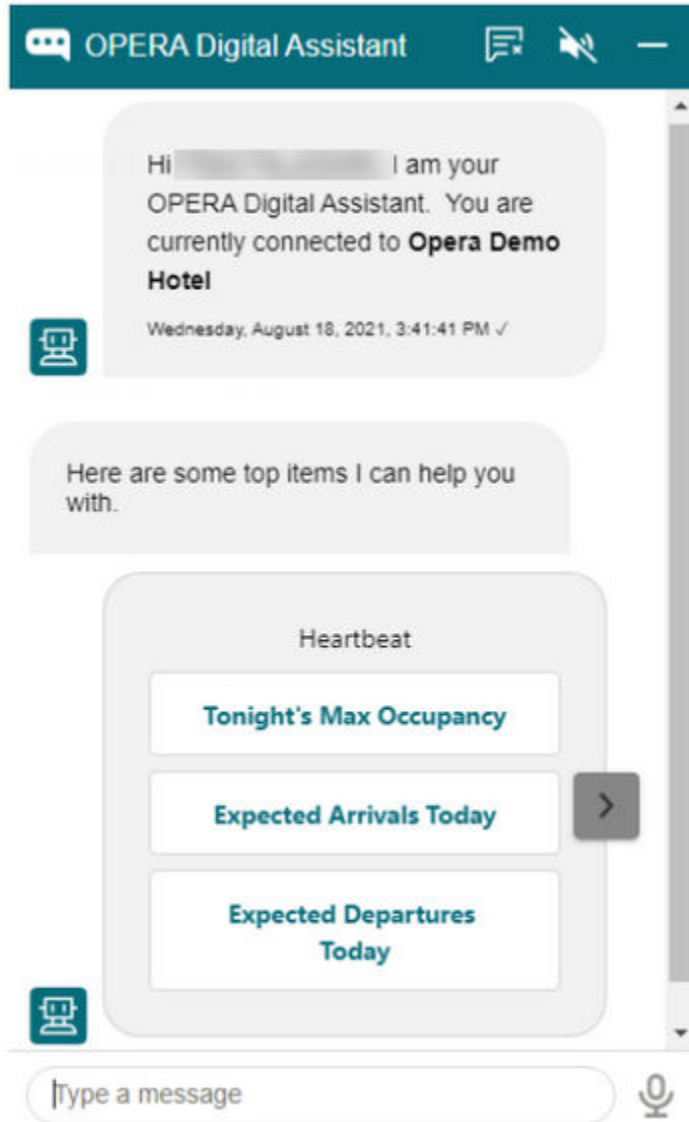 OPERA Digital Assistant
Hi I am your
OPERA Digital Assistant. You are
currently connected to Opera Demo
Hotel
Wednesday, August 18, 2021, 3:41:41 PM ✓
Here are some top items I can help you
with.
Heartbeat
Tonight's Max Occupancy
Expected Arrivals Today
Expected Departures
Today
Type a message